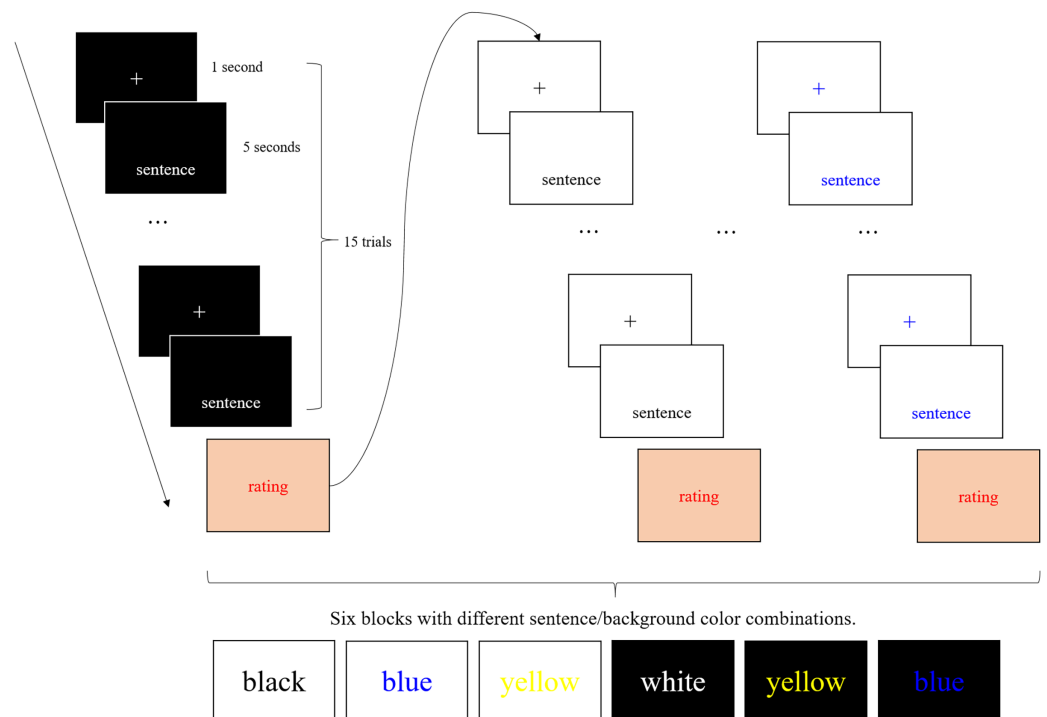 +
1 second
sentence
5 seconds
...
15 trials
+
sentence
rating
+
sentence
...
+
sentence
rating
...
+
sentence
...
+
sentence
rating
Six blocks with different sentence/background color combinations.
black
blue
yellow
white
yellow
blue